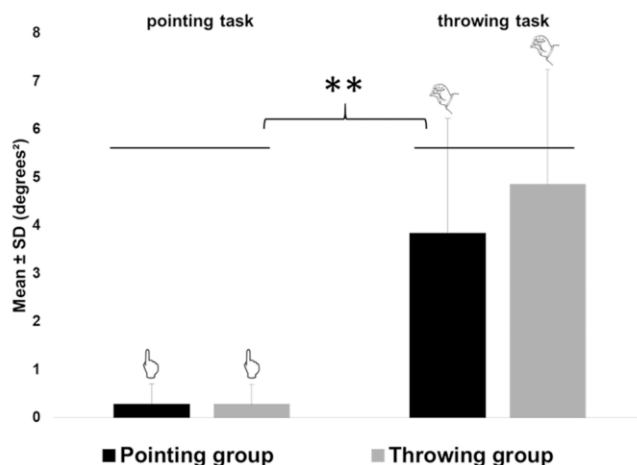 pointing task
throwing task
**
Mean ± SD (degrees²)
8
7
6
5
4
3
2
1
0
Pointing group
Throwing group